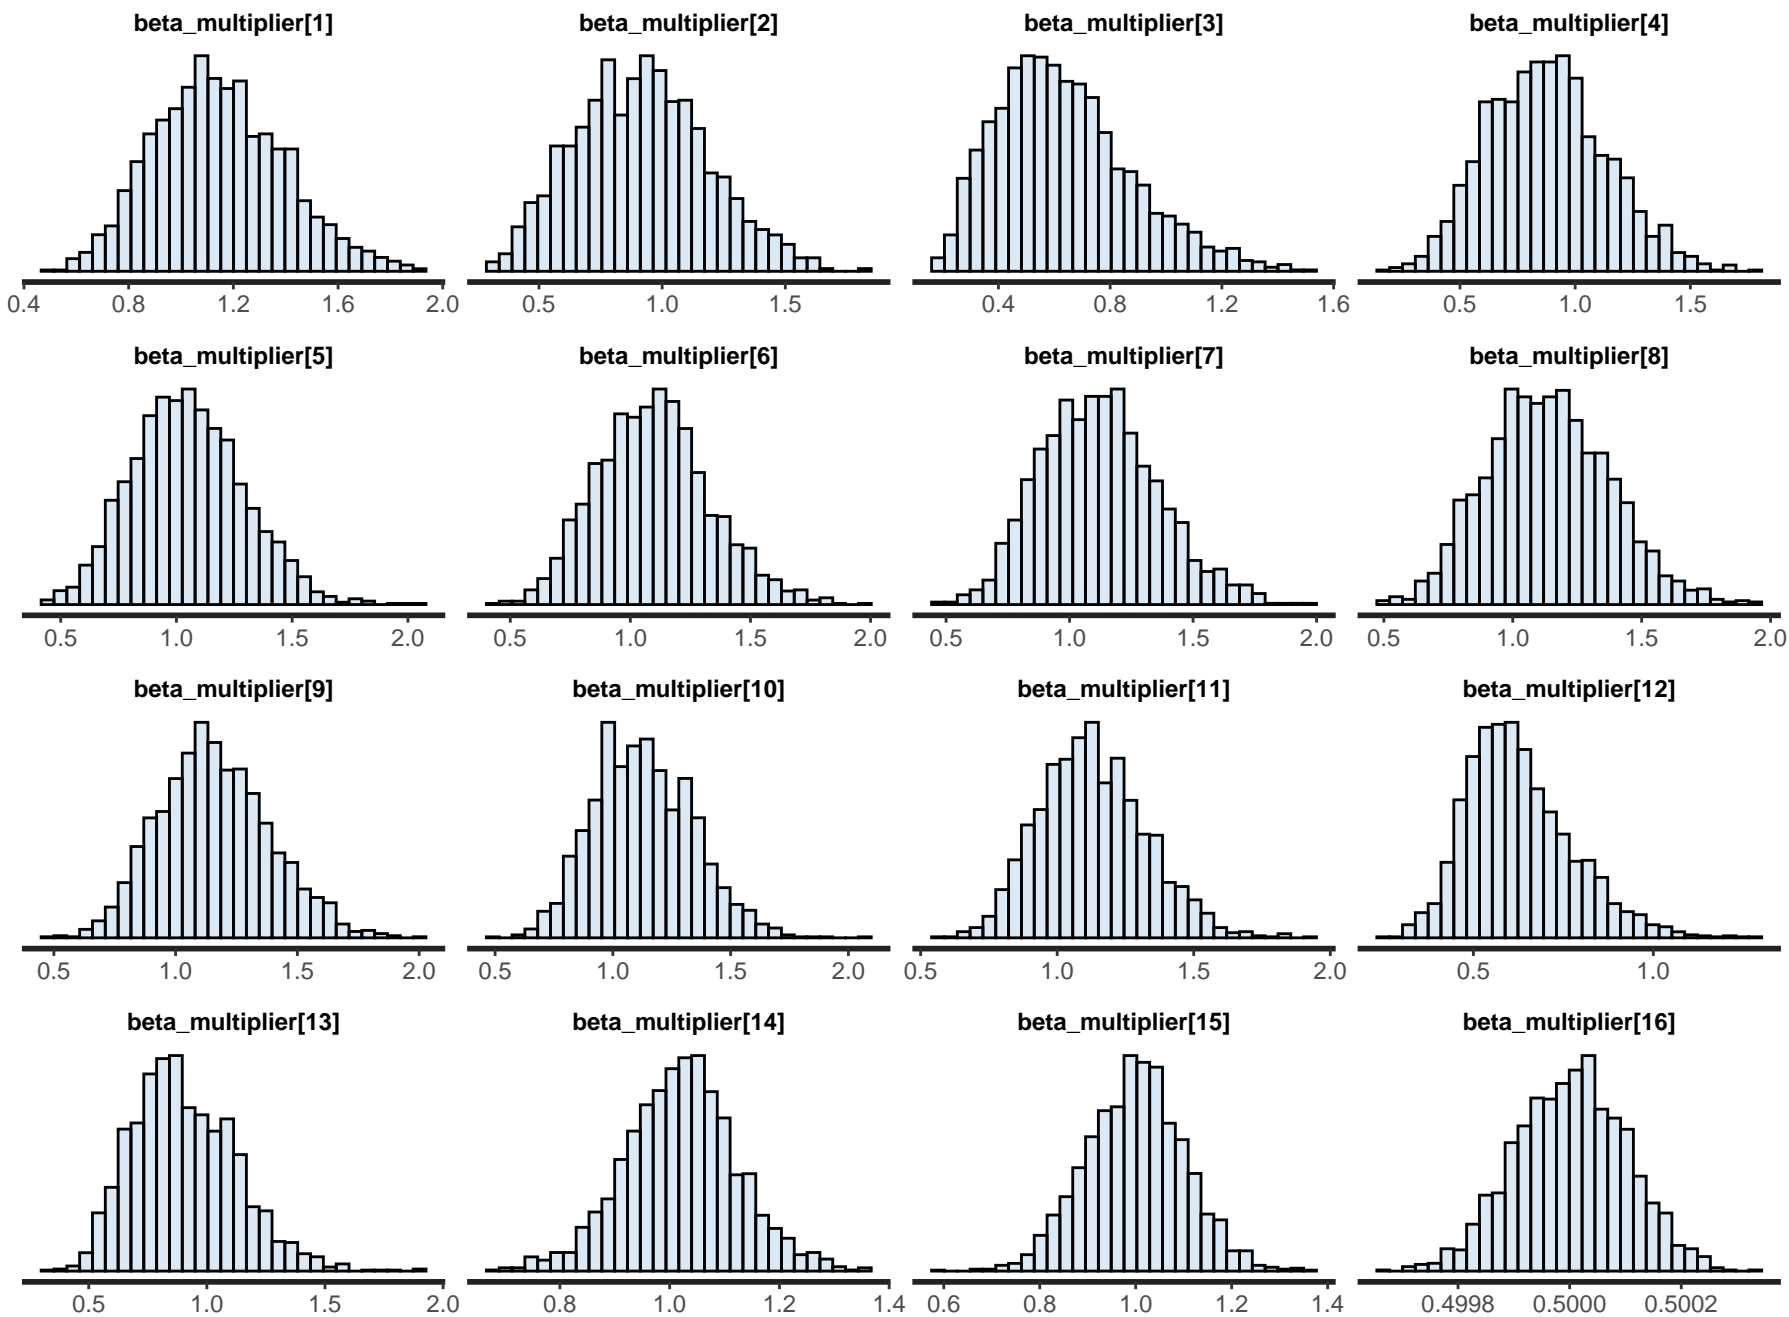 beta_multiplier[1] beta_multiplier[2] beta_multiplier[3] beta_multiplier[4]
0.4 0.8 1.2 1.6 2.0 0.5 1.0 1.5 0.4 0.8 1.2 1.6 0.5 1.0 1.5
beta_multiplier[5] beta_multiplier[6] beta_multiplier[7] beta_multiplier[8]
0.5 1.0 1.5 2.0 0.5 1.0 1.5 2.0 0.5 1.0 1.5 2.0 0.5 1.0 1.5 2.0
beta_multiplier[9] beta_multiplier[10] beta_multiplier[11] beta_multiplier[12]
0.5 1.0 1.5 2.0 0.5 1.0 1.5 2.0 0.5 1.0 1.5 2.0 0.5 1.0
beta_multiplier[13] beta_multiplier[14] beta_multiplier[15] beta_multiplier[16]
0.5 1.0 1.5 2.0 0.8 1.0 1.2 1.4 0.6 0.8 1.0 1.2 1.4 0.4998 0.5000 0.5002